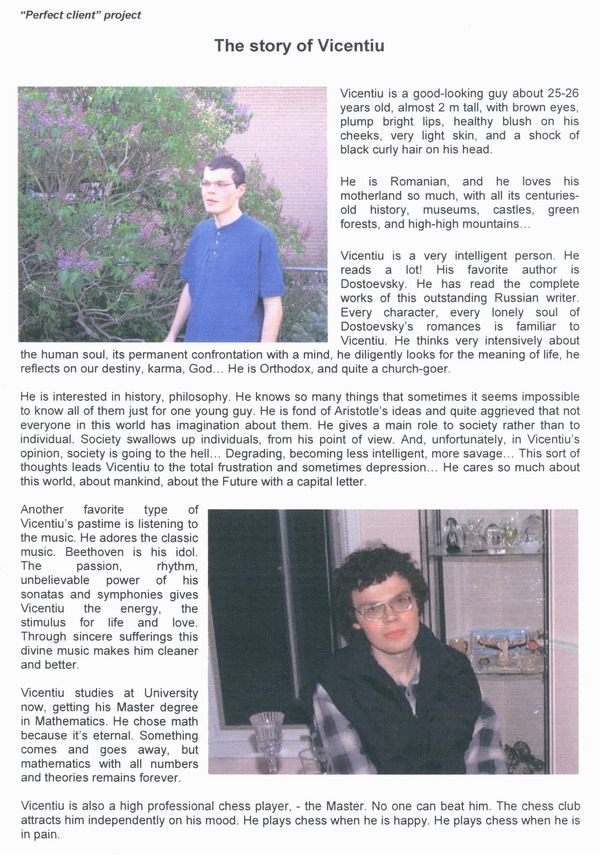 “Perfect client” project
The story of Vicentiu
Vicentiu is a good-looking guy about 25-26
years old, almost 2 m tall, with brown eyes,
plump bright lips, healthy blush on his
cheeks, very light skin, and a shock of
black curly hair on his head.
He is Romanian, and he loves his
motherland so much, with all its centuries-
old history, museums, castles, green
forests, and high-high mountains…
Vicentiu is a very intelligent person. He
reads a lot! His favorite author is
Dostoevsky. He has read the complete
works of this outstanding Russian writer.
Every character, every lonely soul of
Dostoevsky’s romances is familiar to
Vicentiu. He thinks very intensively about
the human soul, its permanent confrontation with a mind, he diligently looks for the meaning of life, he
reflects on our destiny, karma, God… He is Orthodox, and quite a church-goer.
He is interested in history, philosophy. He knows so many things that sometimes it seems impossible
to know all of them just for one young guy. He is fond of Aristotle’s ideas and quite aggrieved that not
everyone in this world has imagination about them. He gives a main role to society rather than to
individual. Society swallows up individuals, from his point of view. And, unfortunately, in Vicentiu’s
opinion, society is going to the hell… Degrading, becoming less intelligent, more savage… This sort of
thoughts leads Vicentiu to the total frustration and sometimes depression… He cares so much about
this world, about mankind, about the Future with a capital letter.
Another favorite type of
Vicentiu’s pastime is listening to
the music. He adores the classic
music. Beethoven is his idol.
The passion, rhythm,
unbelievable power of his
sonatas and symphonies gives
Vicentiu the energy, the
stimulus for life and love.
Through sincere sufferings this
divine music makes him cleaner
and better.
Vicentiu studies at University
now, getting his Master degree
in Mathematics. He chose math
because it’s eternal. Something
comes and goes away, but
mathematics with all numbers
and theories remains forever.
Vicentiu is also a high professional chess player, - the Master. No one can beat him. The chess club
attracts him independently on his mood. He plays chess when he is happy. He plays chess when he is
in pain.